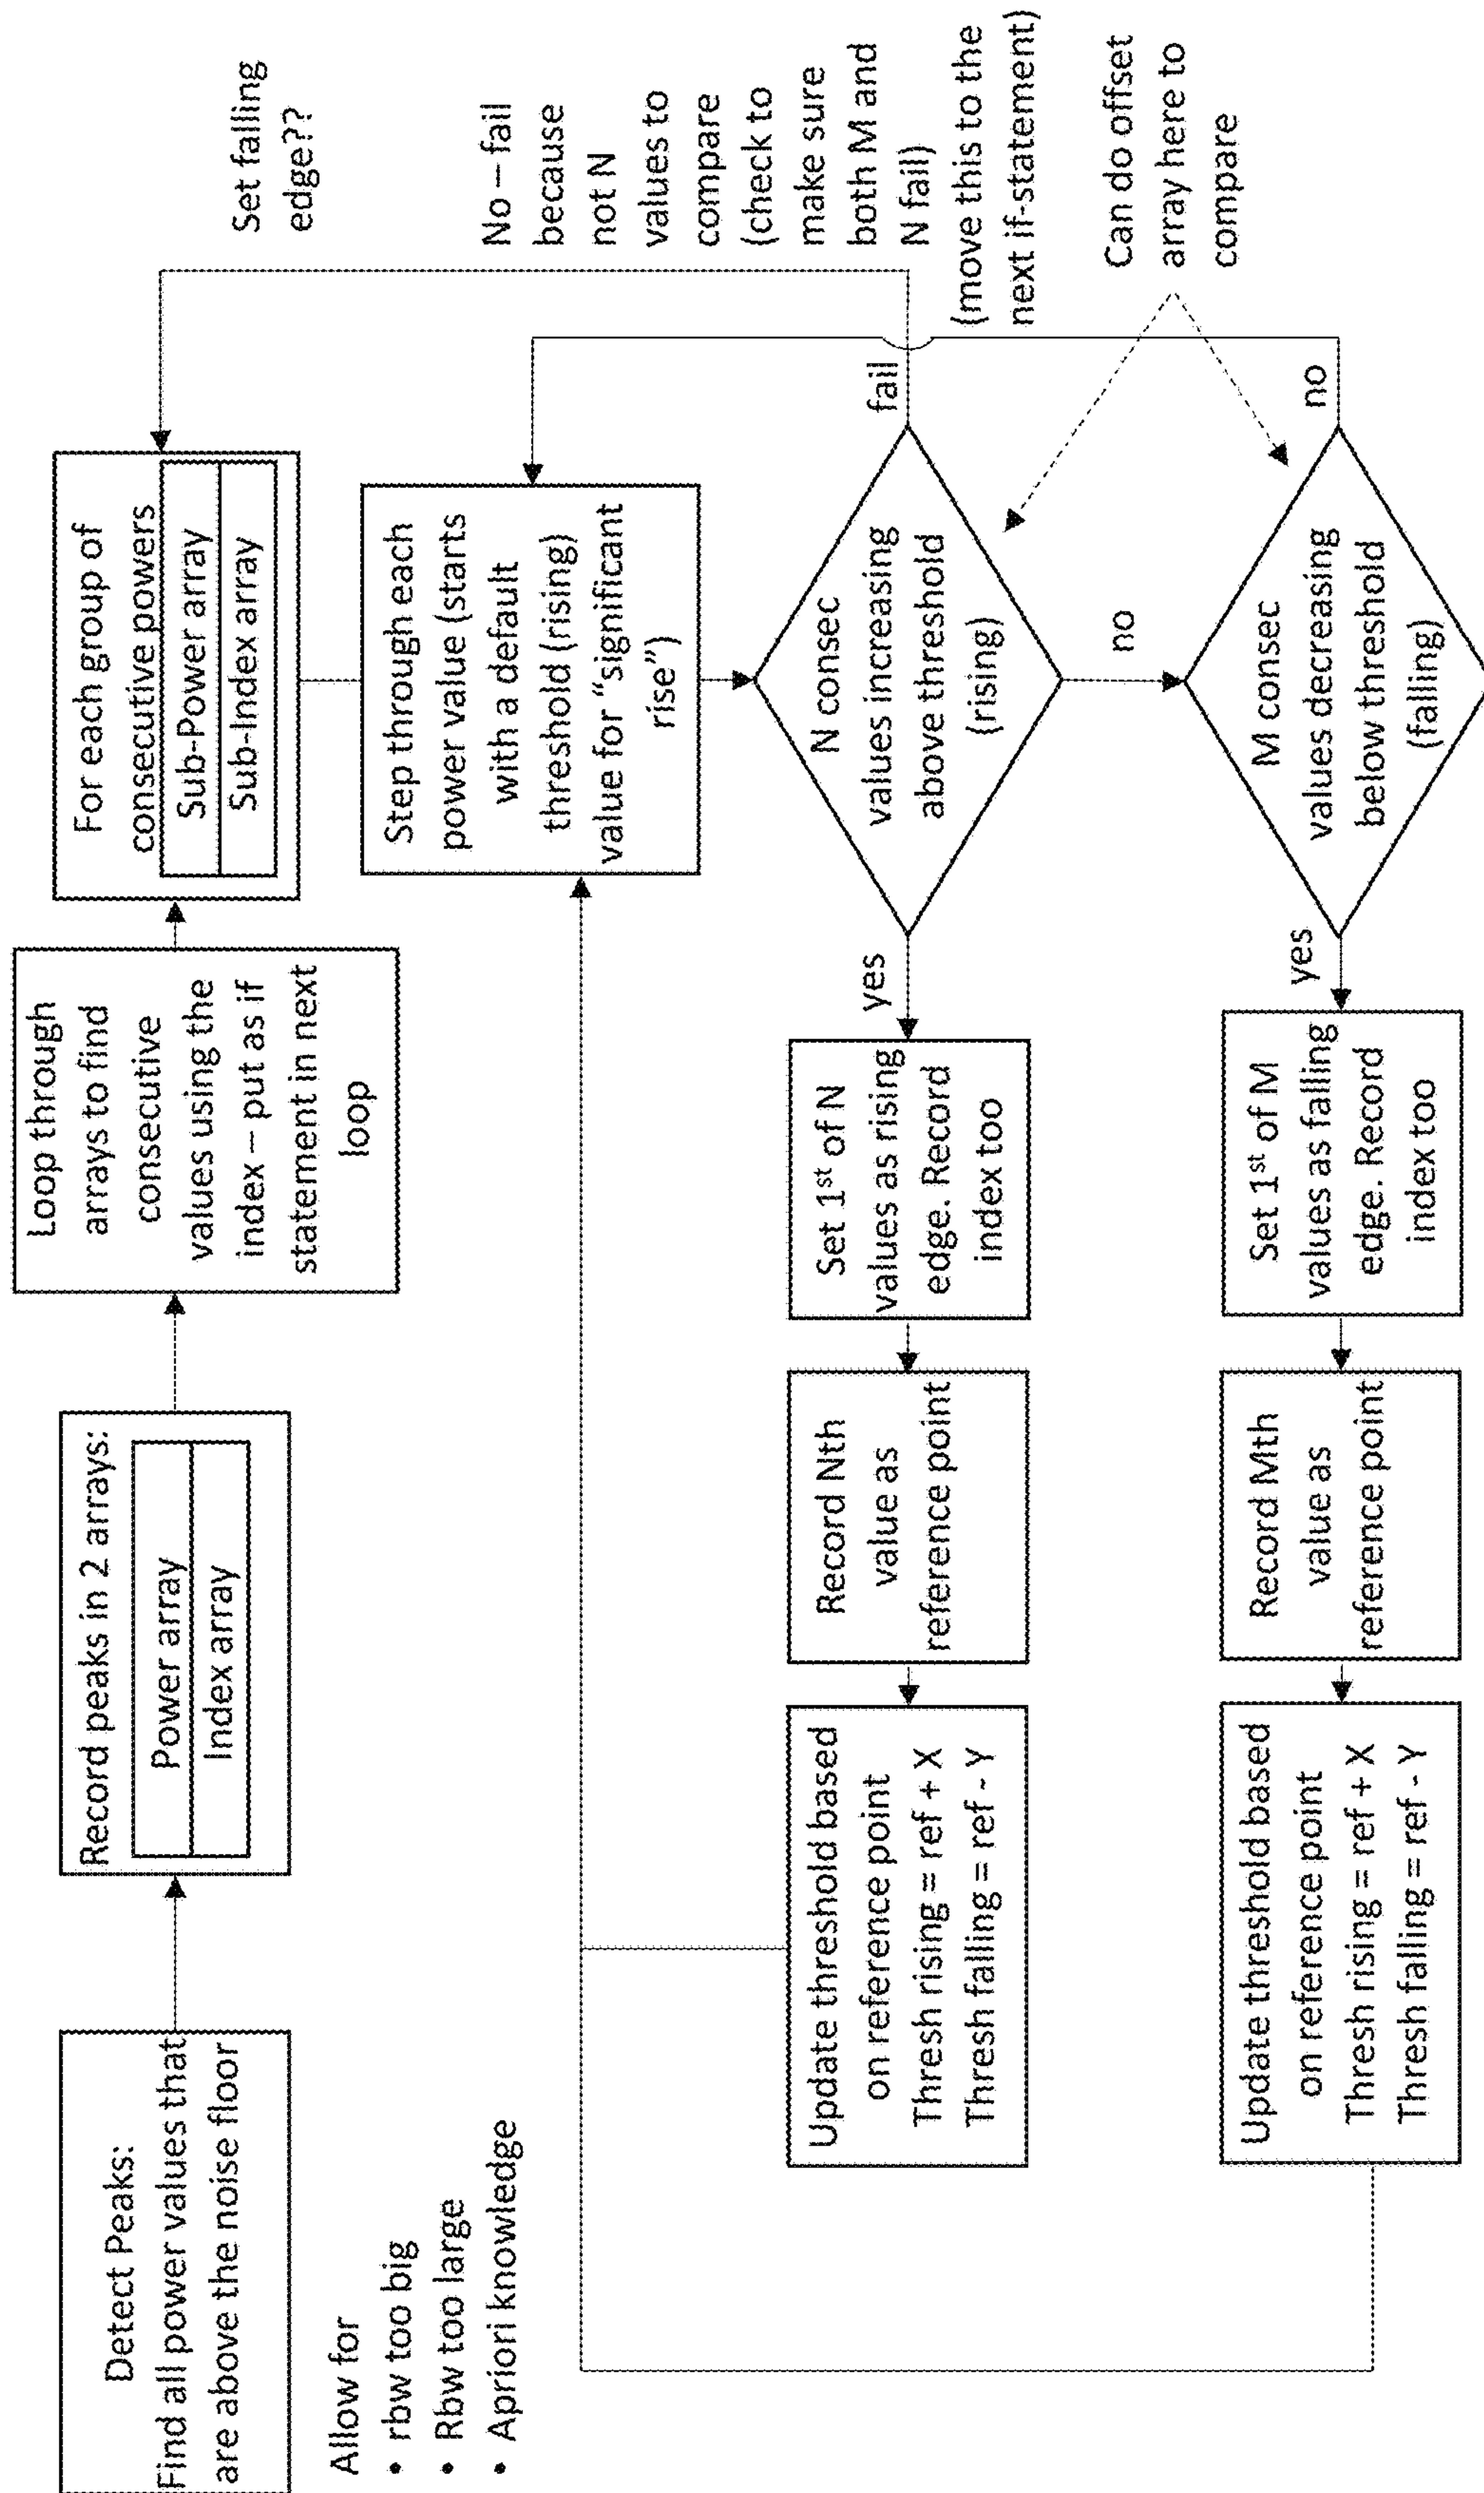 Detect Peaks:
Find all power values that
are above the noise floor
Allow for
• rbw too big
• Rbw too large
• Apriori knowledge
Record peaks in 2 arrays:
Power array
Index array
Loop through
arrays to find
consecutive
values using the
index – put as if
statement in next
loop
For each group of
consecutive powers
Sub-Power array
Sub-Index array
Set falling
edge??
Step through each
power value (starts
with a default
threshold (rising)
value for “significant
rise”)
No – fail
because
not N
values to
compare
(check to
make sure
both M and
N fail)
(move this to the
next if-statement)
N consec
values increasing
above threshold
(rising)
fail
yes
no
Can do offset
array here to
compare
Set 1st of N
values as rising
edge. Record
index too
Record Nth
value as
reference point
Update threshold based
on reference point
Thresh rising = ref + X
Thresh falling = ref - Y
M consec
values decreasing
below threshold
(falling)
no
yes
Set 1st of M
values as falling
edge. Record
index too
Record Mth
value as
reference point
Update threshold based
on reference point
Thresh rising = ref + X
Thresh falling = ref - Y